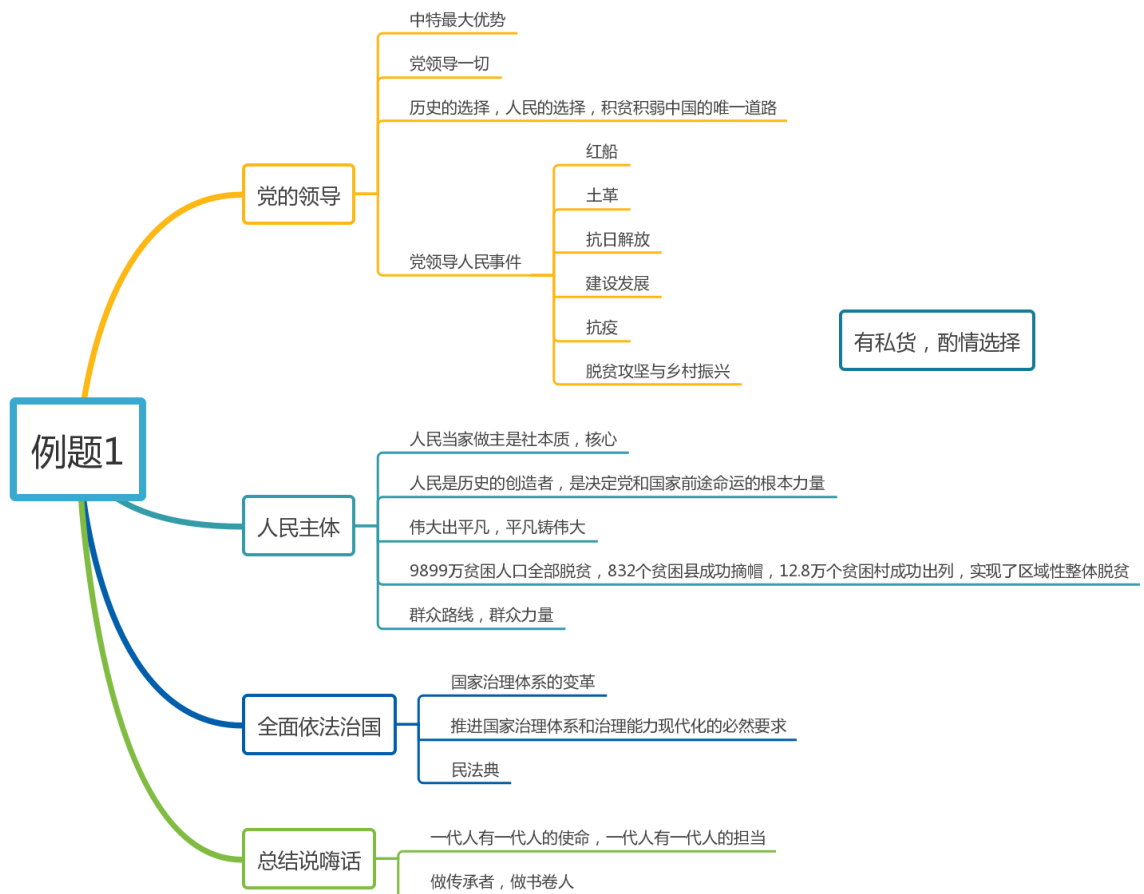 例题1
党的领导
中特最大优势
党领导一切
历史的选择，人民的选择，积贫积弱中国的唯一道路
党领导人民事件
红船
土革
抗日解放
建设发展
抗疫
脱贫攻坚与乡村振兴
有私货，酌情选择
人民主体
人民当家做主是社本质，核心
人民是历史的创造者，是决定党和国家前途命运的根本力量
伟大出平凡，平凡铸伟大
9899万贫困人口全部脱贫，832个贫困县成功摘帽，12.8万个贫困村成功出列，实现了区域性整体脱贫
群众路线，群众力量
全面依法治国
国家治理体系的变革
推进国家治理体系和治理能力现代化的必然要求
民法典
总结说嗨话
一代人有一代人的使命，一代人有一代人的担当
做传承者，做书卷人